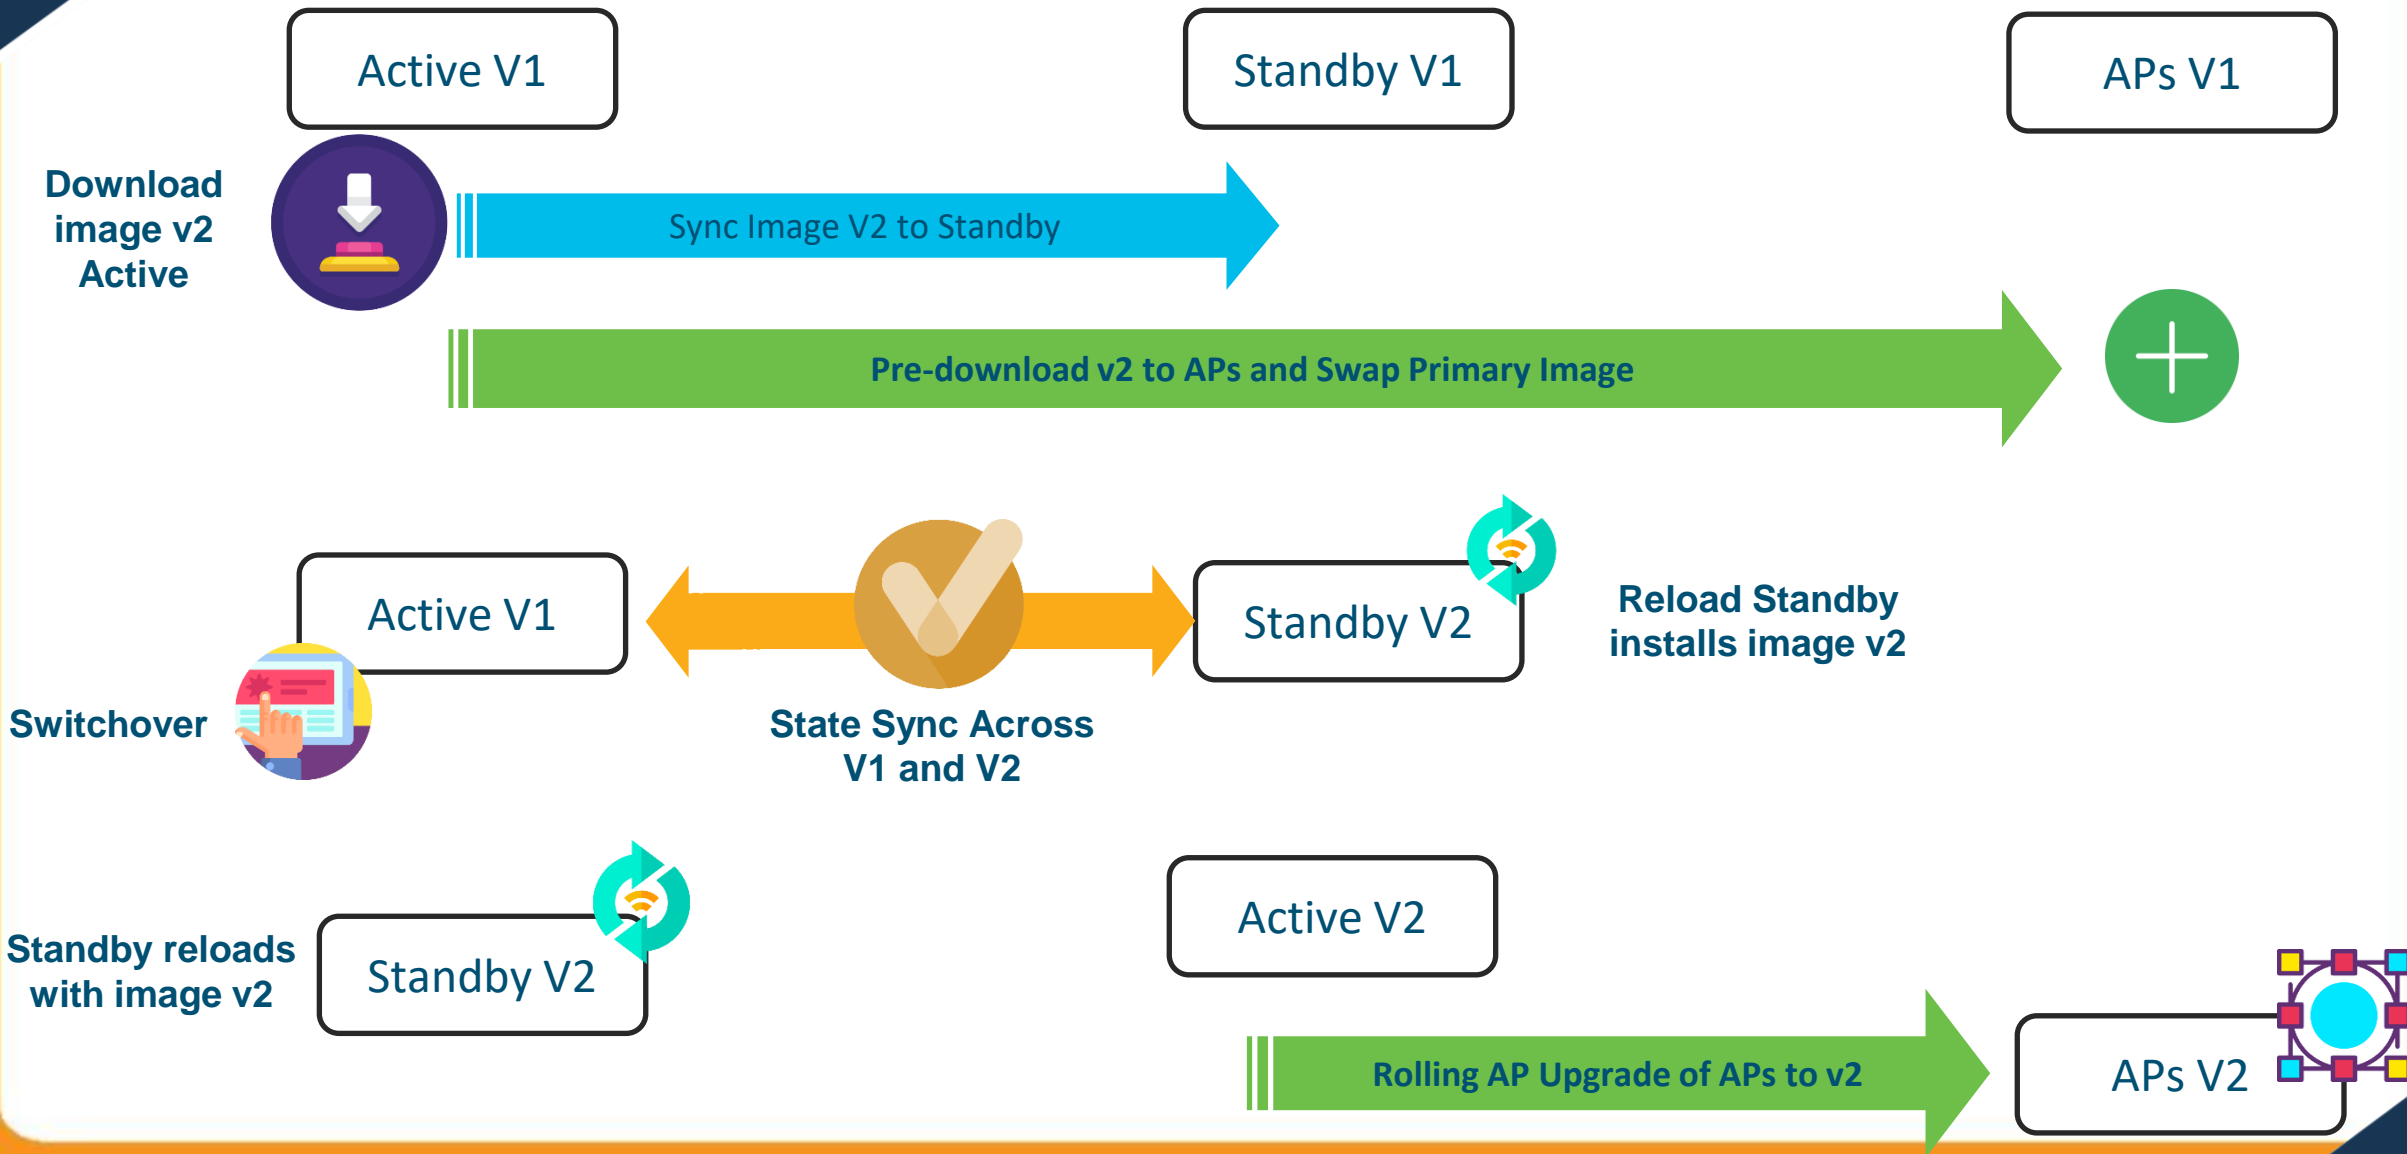 Active V1
Standby V1
APs V1
Download
image v2
Active
Sync Image V2 to Standby
Pre-download v2 to APs and Swap Primary Image
Active V1
Standby V2
Reload Standby
installs image v2
Switchover
State Sync Across
V1 and V2
Standby reloads
with image v2
Standby V2
Active V2
Rolling AP Upgrade of APs to v2
APs V2